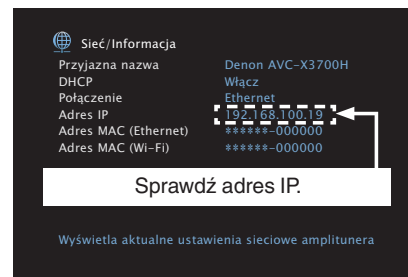 Sieć/Informacja
Przyjazna nazwa Denon AVC-X3700H
DHCP Włącz
Połączenie Ethernet
Adres IP 192.168.100.19
Adres MAC (Ethernet) ******-000000
Adres MAC (Wi-Fi) ******-000000
Sprawdź adres IP.
Wyświetla aktualne ustawienia sieciowe amplitunera